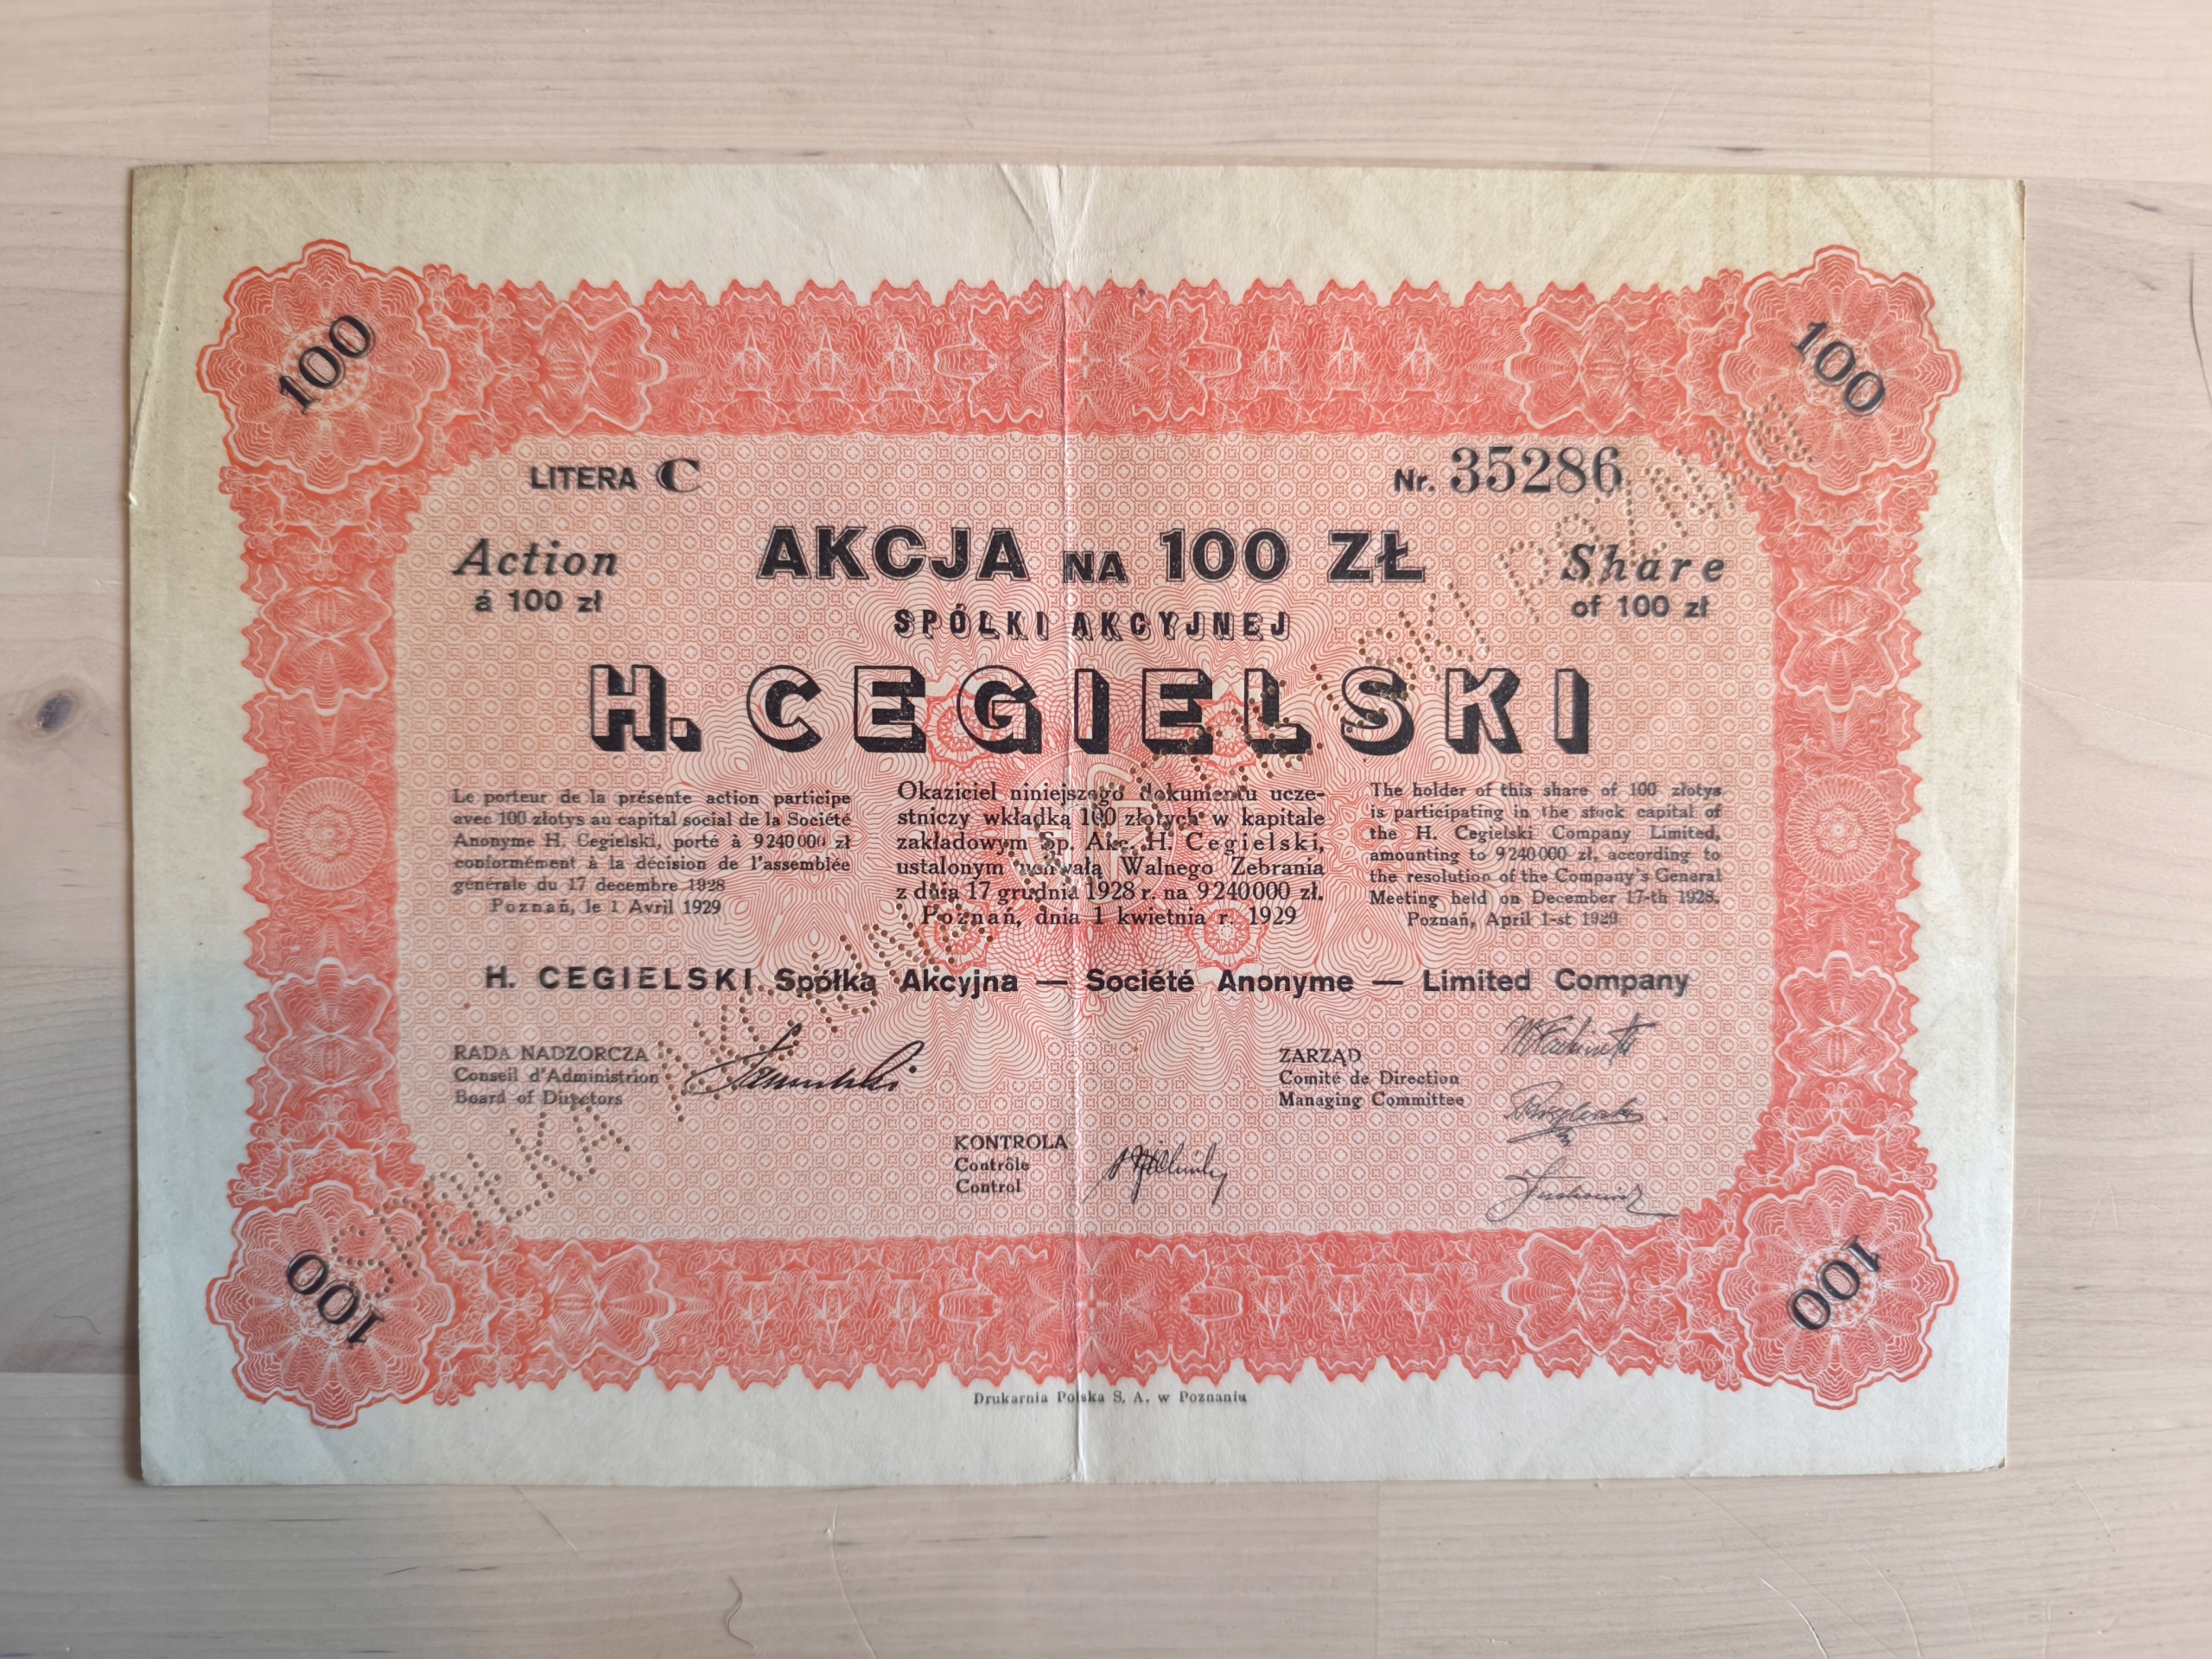 100
100
LITERA C
Nr. 35286
Action
á 100 zł
AKCJA NA 100 ZŁ
Share
of 100 zł
SPÓŁKI AKCYJNEJ
H. CEGIELSKI
Le porteur de la présente action participe
avec 100 złotys au capital social de la Société
Anonyme H. Cegielski, porté à 9240000 zł
conformément à la décision de l'assemblée
générale du 17 decembre 1928
Poznań, le 1 Avril 1929
Okaziciel niniejszego dokumentu ucze-
stniczy wkładką 100 złotych w kapitale
zakładowym Sp. Akc. H. Cegielski,
ustalonym uchwałą Walnego Zebrania
z dnia 17 grudnia 1928 r. na 9240000 zł.
Poznań, dnia 1 kwietnia r. 1929
The holder of this share of 100 złotys
is participating in the stock capital of
the H. Cegielski Company Limited,
amounting to 9240000 zł, according to
the resolution of the Company's General
Meeting held on December 17-th 1928.
Poznań, April 1-st 1929
H. CEGIELSKI Spółka Akcyjna — Société Anonyme — Limited Company
RADA NADZORCZA
Conseil d'Administrion
Board of Directors
ZARZĄD
Comité de Direction
Managing Committee
KONTROLA
Contrôle
Control
100
100
Drukarnia Polska S. A. w Poznaniu